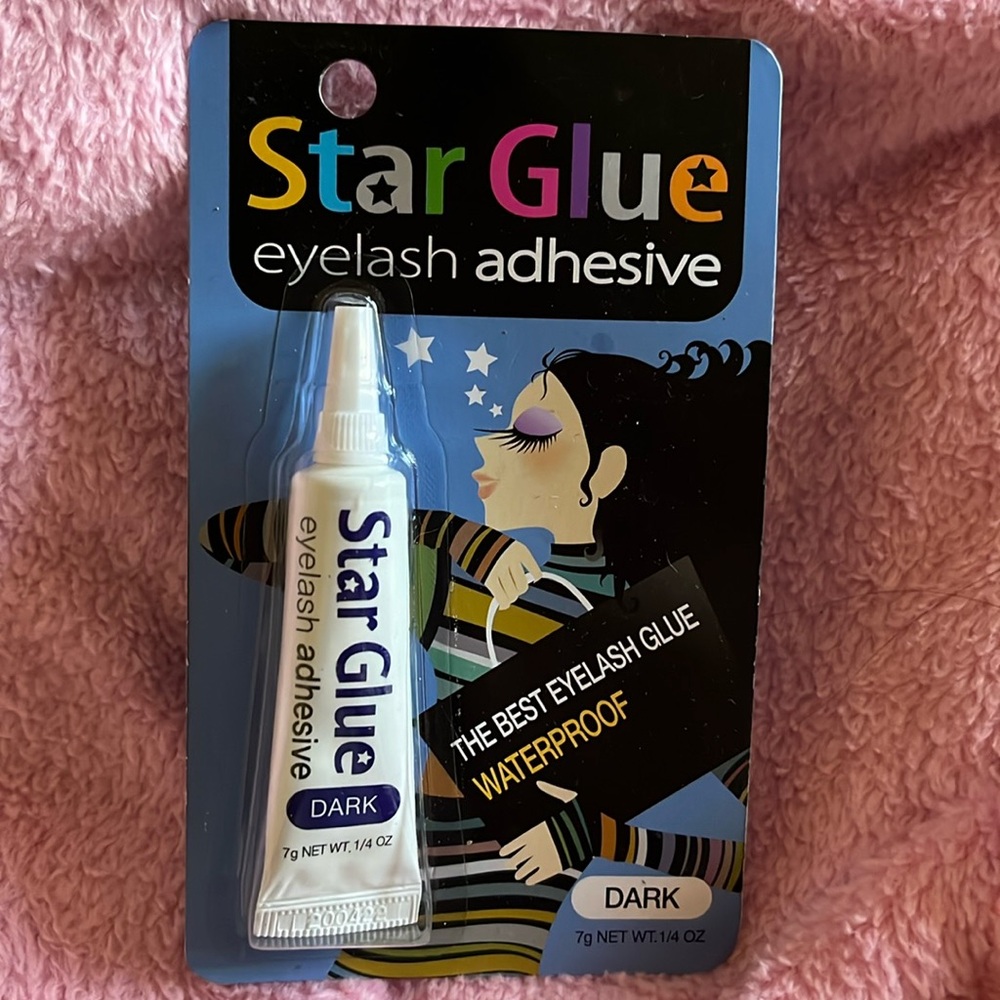 Star Glue
eyelash adhesive
Star Glue
eyelash adhesive
DARK
7g NET WT. 1/4 OZ
THE BEST EYELASH GLUE
WATERPROOF
DARK
7g NET WT.1/4 OZ